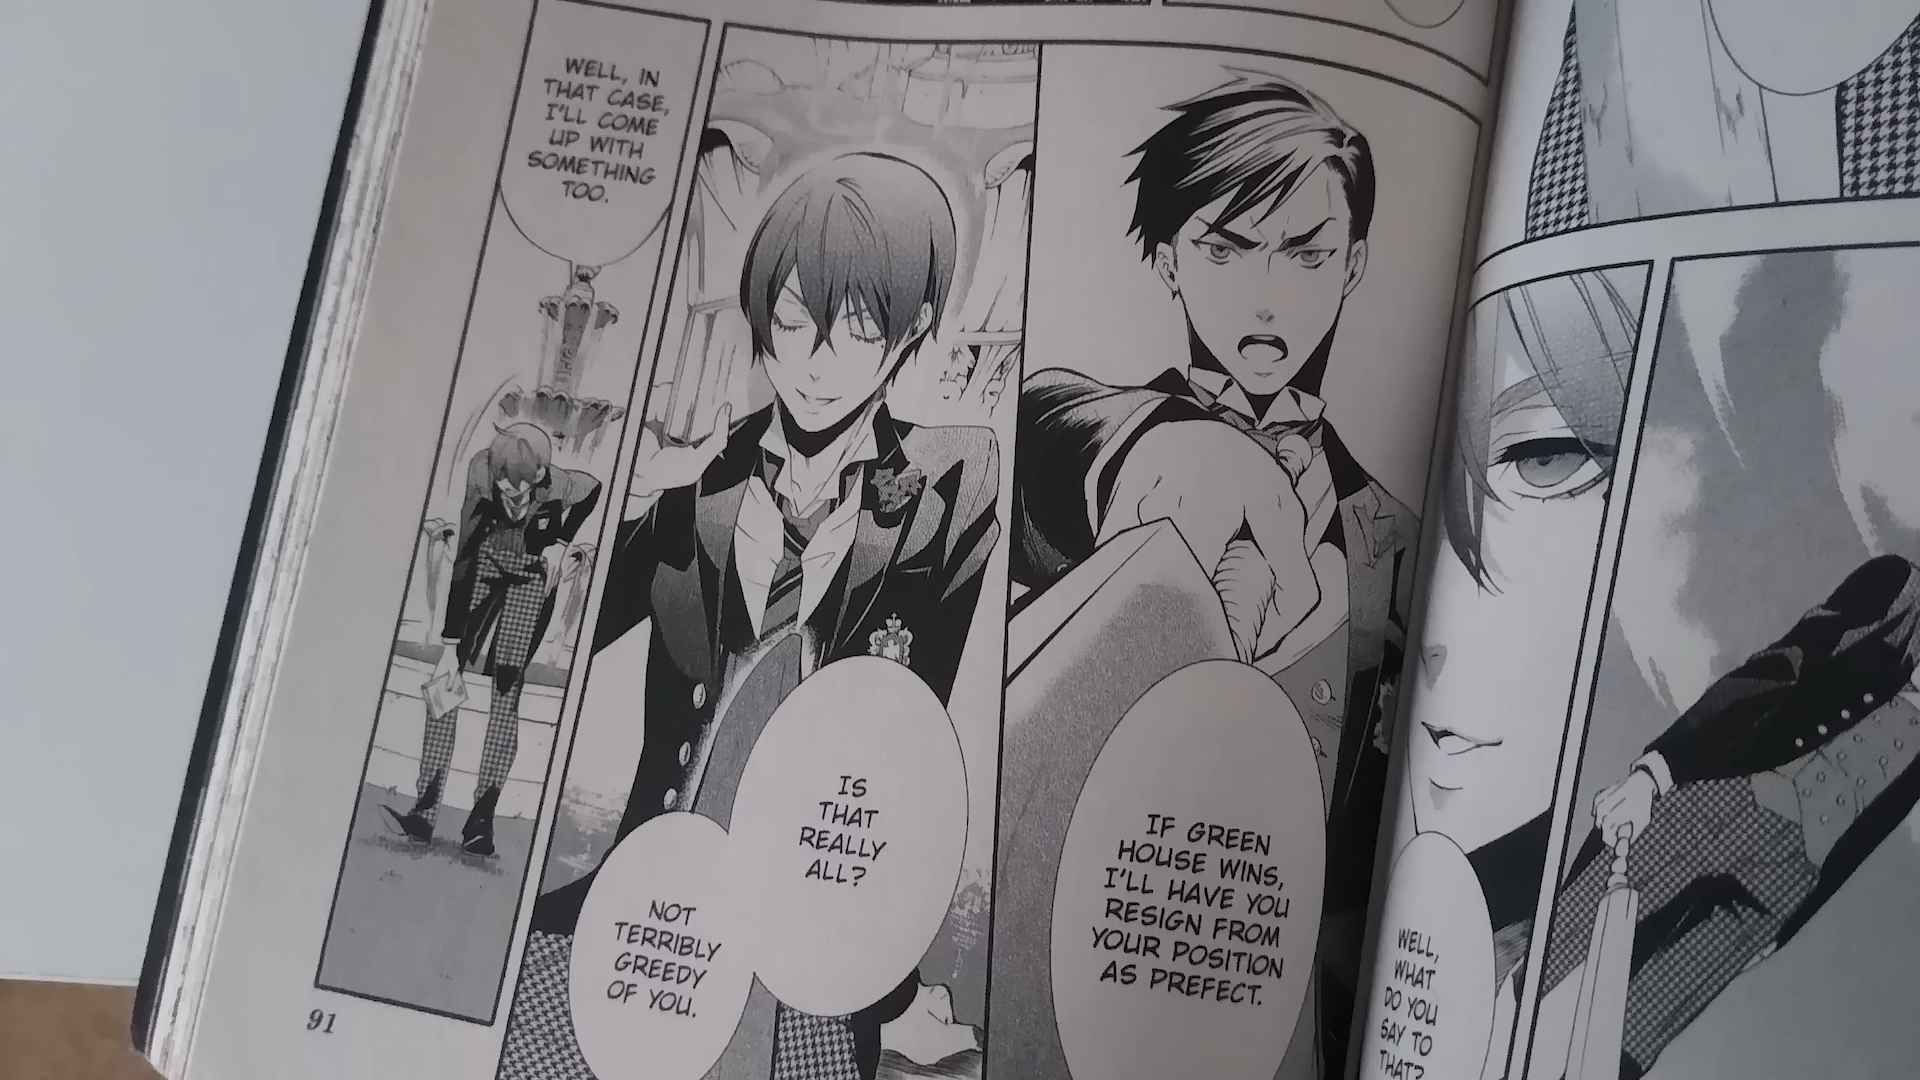 WELL,
WHAT
DO YOU
SAY TO
THAT?
IF GREEN
HOUSE WINS,
I'LL HAVE YOU
RESIGN FROM
YOUR POSITION
AS PREFECT.
IS
THAT
REALLY
ALL?
NOT
TERRIBLY
GREEDY
OF YOU.
WELL, IN
THAT CASE,
I'LL COME
UP WITH
SOMETHING
TOO.
91